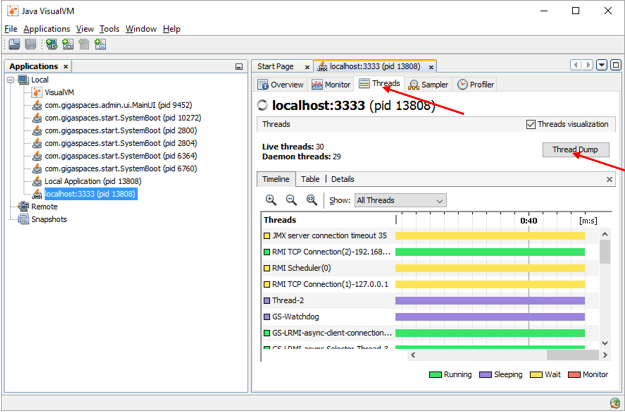 Java VisualVM
File Applications View Tools Window Help
Applications
Local
VisualVM
com.gigaspaces.admin.ui.MainUI (pid 9452)
com.gigaspaces.start.SystemBoot (pid 10272)
com.gigaspaces.start.SystemBoot (pid 2800)
com.gigaspaces.start.SystemBoot (pid 2804)
com.gigaspaces.start.SystemBoot (pid 6364)
com.gigaspaces.start.SystemBoot (pid 6760)
Local Application (pid 13808)
localhost:3333 (pid 13808)
Remote
Snapshots
Start Page localhost:3333 (pid 13808)
Overview Monitor Threads Sampler Profiler
localhost:3333 (pid 13808)
Threads Threads visualization
Live threads: 30
Daemon threads: 29
Thread Dump
Timeline Table Details
Show: All Threads
Threads 0:40 [m:s]
JMX server connection timeout 35
RMI TCP Connection(2)-192.168...
RMI Scheduler(0)
RMI TCP Connection(1)-127.0.0.1
Thread-2
GS-Watchdog
GS-LRMI-async-client-connection...
GS-LRMI-async-Selector-Thread-3
Running Sleeping Wait Monitor